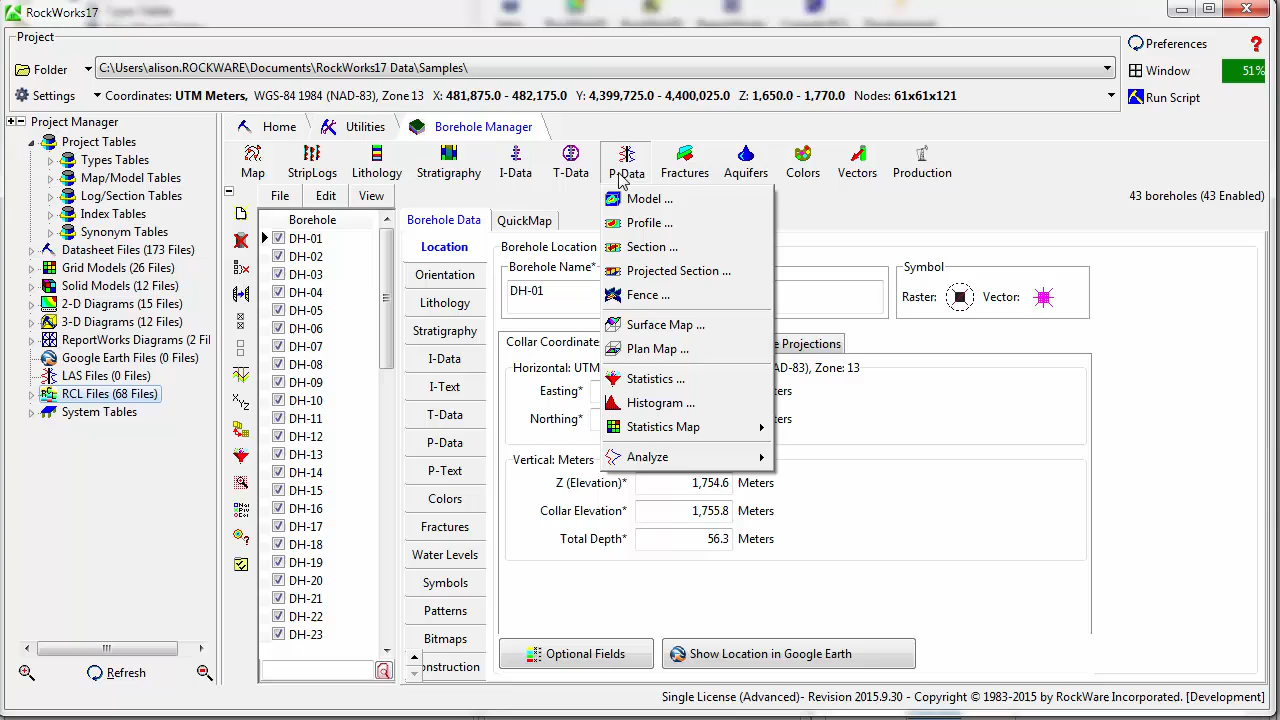 RockWorks17
Project
Folder
C:\Users\alison.ROCKWARE\Documents\RockWorks17 Data\Samples\
Preferences
?
Window
51%
Settings
Coordinates: UTM Meters, WGS-84 1984 (NAD-83), Zone 13 X: 481,875.0 - 482,175.0 Y: 4,399,725.0 - 4,400,025.0 Z: 1,650.0 - 1,770.0 Nodes: 61x61x121
Run Script
Project Manager
Project Tables
Types Tables
Map/Model Tables
Log/Section Tables
Index Tables
Synonym Tables
Datasheet Files (173 Files)
Grid Models (26 Files)
Solid Models (12 Files)
2-D Diagrams (15 Files)
3-D Diagrams (12 Files)
ReportWorks Diagrams (2 Fil
Google Earth Files (0 Files)
LAS Files (0 Files)
RCL Files (68 Files)
System Tables
Refresh
Home
Utilities
Borehole Manager
Map
StripLogs
Lithology
Stratigraphy
I-Data
T-Data
P-Data
Fractures
Aquifers
Colors
Vectors
Production
File
Edit
View
43 boreholes (43 Enabled)
Borehole
DH-01
DH-02
DH-03
DH-04
DH-05
DH-06
DH-07
DH-08
DH-09
DH-10
DH-11
DH-12
DH-13
DH-14
DH-15
DH-16
DH-17
DH-18
DH-19
DH-20
DH-21
DH-22
DH-23
Borehole Data
QuickMap
Location
Orientation
Lithology
Stratigraphy
I-Data
I-Text
T-Data
P-Data
P-Text
Colors
Fractures
Water Levels
Symbols
Patterns
Bitmaps
onstruction
Model ...
Profile ...
Section ...
Projected Section ...
Fence ...
Surface Map ...
Plan Map ...
Statistics ...
Histogram ...
Statistics Map
Analyze
Borehole Location
Borehole Name*
DH-01
Symbol
Raster:
Vector:
Collar Coordinates
e Projections
Horizontal: UTM
AD-83), Zone: 13
Easting*
eters
Northing*
eters
Vertical: Meters
Z (Elevation)*
1,754.6
Meters
Collar Elevation*
1,755.8
Meters
Total Depth*
56.3
Meters
Optional Fields
Show Location in Google Earth
Single License (Advanced)- Revision 2015.9.30 - Copyright © 1983-2015 by RockWare Incorporated. [Development]